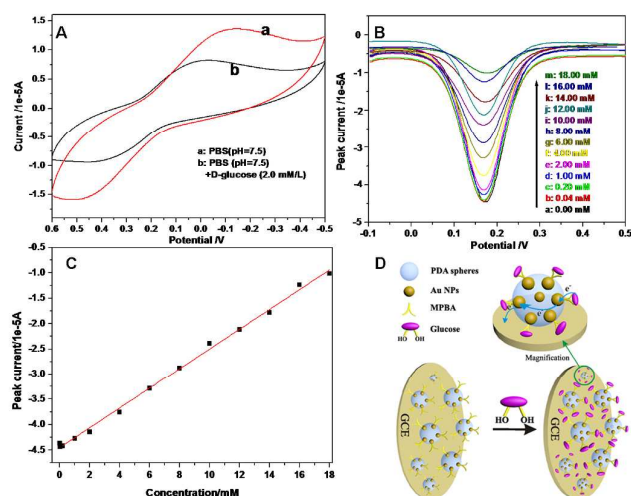 A
a
b
a: PBS(pH=7.5)
b: PBS (pH=7.5)
+D-glucose (2.0 mM/L)
Current /1e-5A
1.5
1.0
0.5
0.0
-0.5
-1.0
-1.5
-2.0
0.6 0.5 0.4 0.3 0.2 0.1 0.0 -0.1 -0.2 -0.3 -0.4 -0.5
Potential /V
B
m: 18.00 mM
l: 16.00 mM
k: 14.00 mM
j: 12.00 mM
i: 10.00 mM
h: 8.00 mM
g: 6.00 mM
f: 4.00 mM
e: 2.00 mM
d: 1.00 mM
c: 0.20 mM
b: 0.04 mM
a: 0.00 mM
Peak current /1e-5A
1
0
-1
-2
-3
-4
-5
-0.1 0.0 0.1 0.2 0.3 0.4 0.5
Potential /V
C
Peak current/1e-5A
-0.5
-1.0
-1.5
-2.0
-2.5
-3.0
-3.5
-4.0
-4.5
0 2 4 6 8 10 12 14 16 18
Concentration/mM
D
PDA spheres
Au NPs
MPBA
Glucose
HO OH
e-
e-
Magnification
GCE
HO OH
GCE